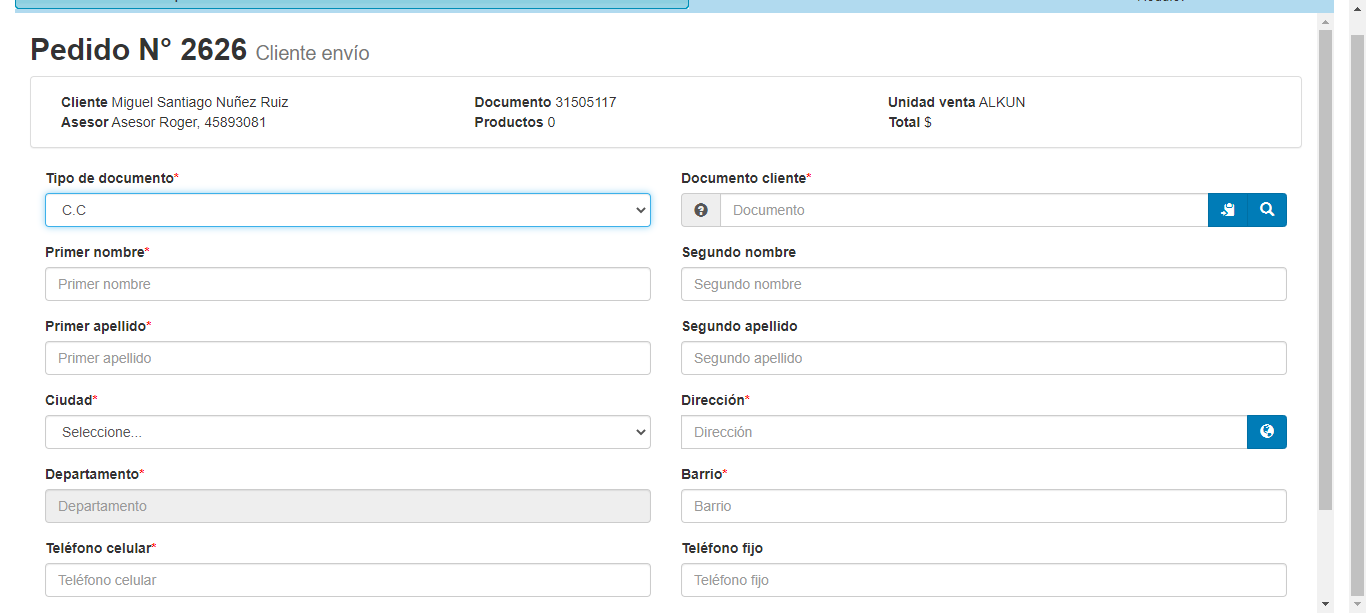 Pedido N° 2626 Cliente envío
Cliente Miguel Santiago Nuñez Ruiz Documento 31505117 Unidad venta ALKUN
Asesor Asesor Roger, 45893081 Productos 0 Total $
Tipo de documento* Documento cliente*
C.C Documento
Primer nombre* Segundo nombre
Primer nombre Segundo nombre
Primer apellido* Segundo apellido
Primer apellido Segundo apellido
Ciudad* Dirección*
Seleccione... Dirección
Departamento* Barrio*
Departamento Barrio
Teléfono celular* Teléfono fijo
Teléfono celular Teléfono fijo